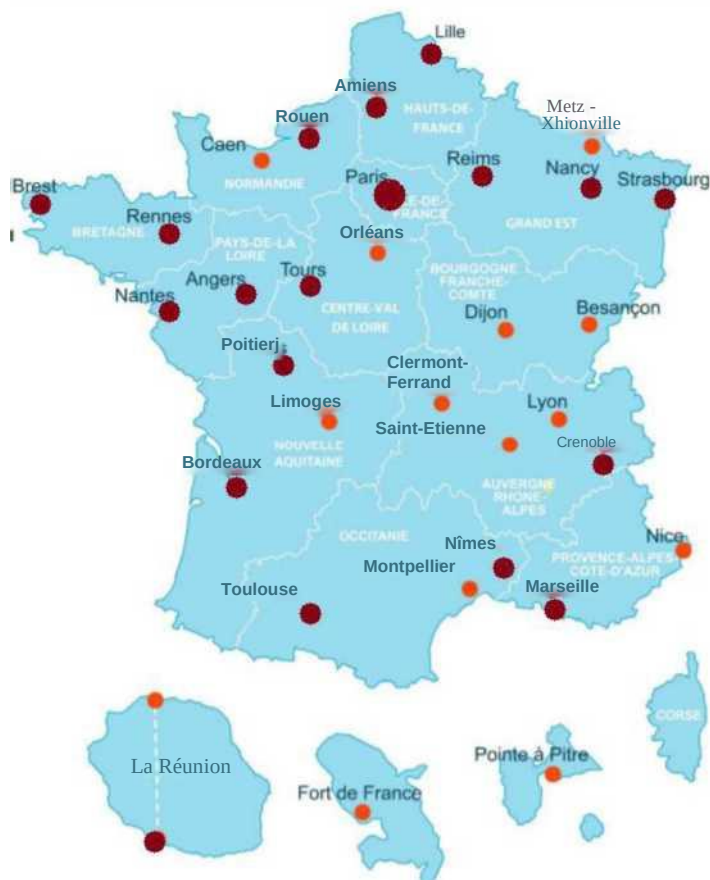 Lille
Amiens
HAUTS-DE-
FRANCE
Rouen
Metz -
Xhionville
Caen
NORMANDIE
Reims
Nancy
Strasbourg
Paris
ÎLE-DE-
FRANCE
GRAND EST
Brest
Rennes
BRETAGNE
PAYS-DE-LA
LOIRE
Orléans
Angers
Tours
Nantes
CENTRE-VAL
DE LOIRE
BOURGOGNE
FRANCHE-
COMTE
Dijon
Besançon
Poitierj
Clermont-
Ferrand
Limoges
Lyon
Saint-Etienne
Crenoble
NOUVELLE
AQUITAINE
Bordeaux
AUVERGNE
RHONE-
ALPES
OCCITANIE
Nîmes
Nice
PROVENCE-ALPES
COTE-D'AZUR
Montpellier
Marseille
Toulouse
CORSE
La Réunion
Fort de France
Pointe á Pitre